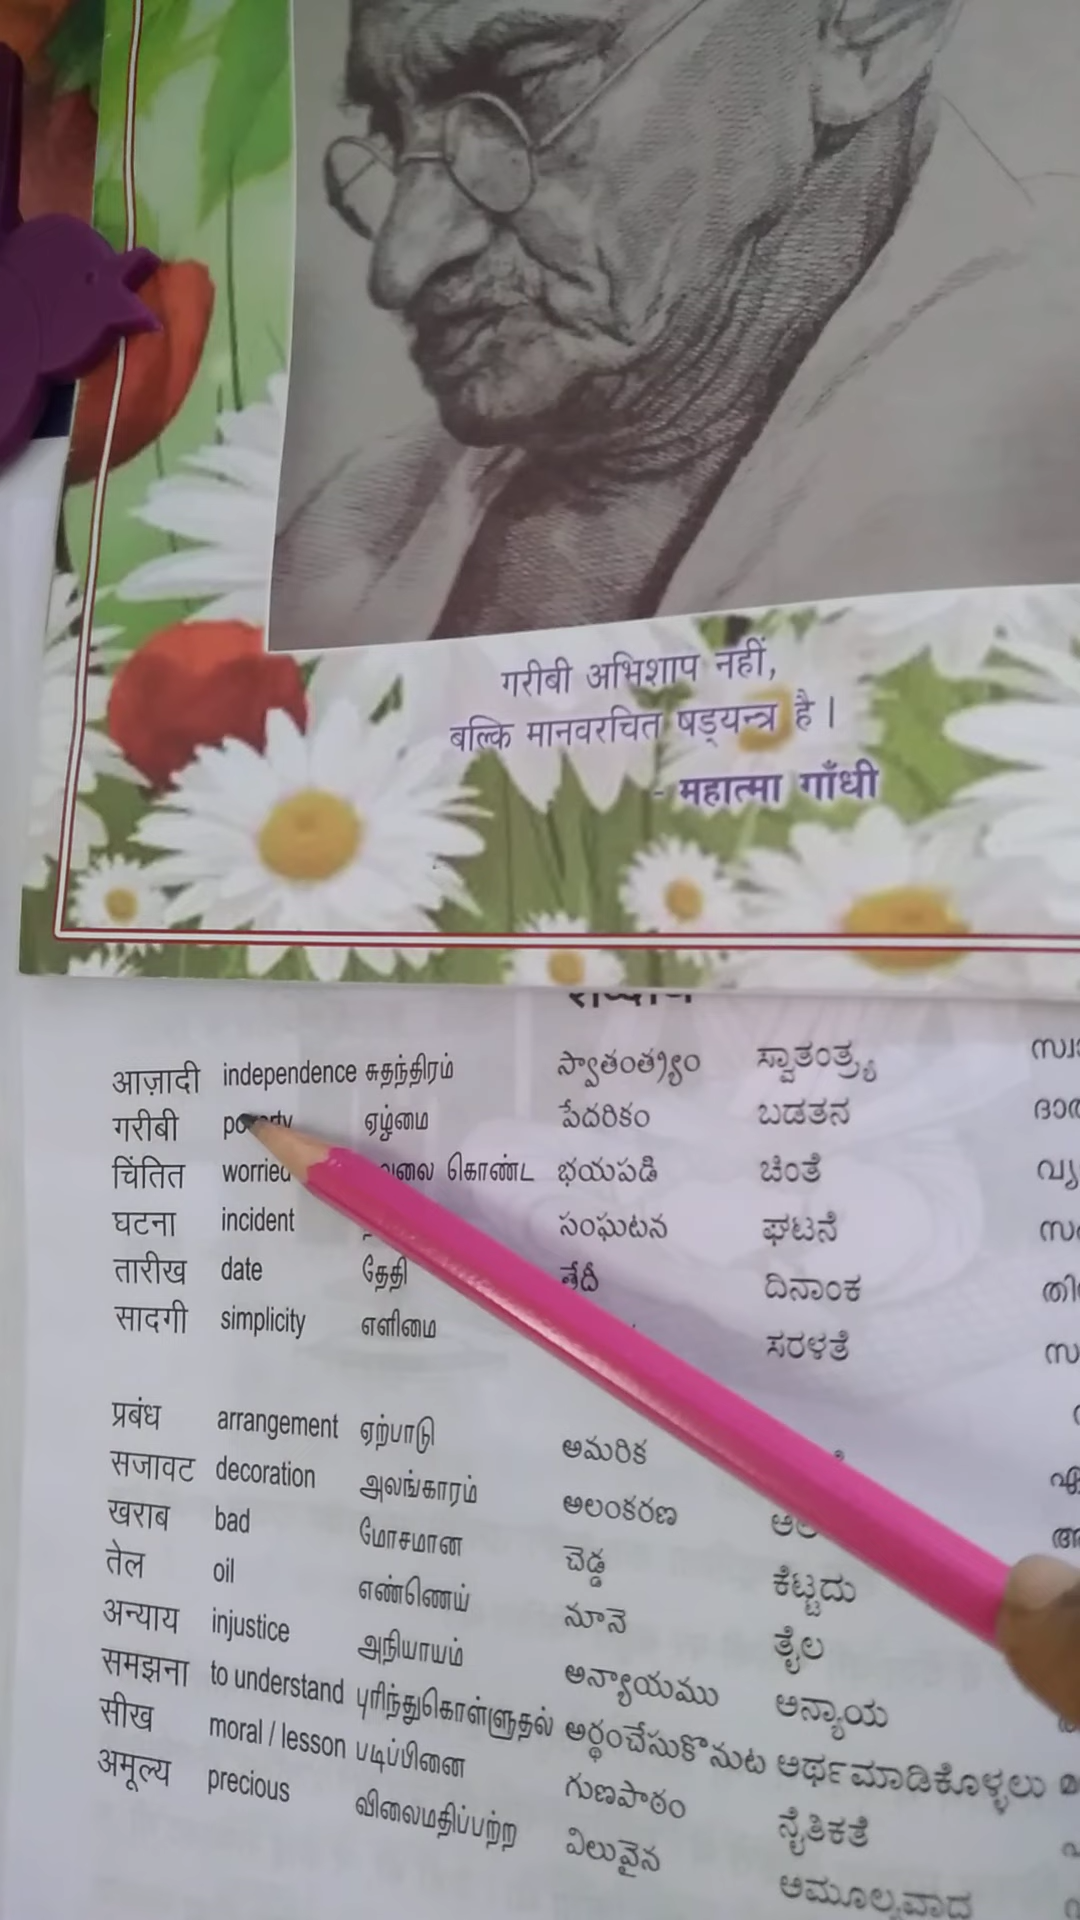 गरीबी अभिशाप नहीं,
बल्कि मानवरचित षड्यन्त्र है ।
- महात्मा गाँधी
आज़ादी independence சுதந்திரம் స్వాతంత్ర్యం ಸ್ವಾತಂತ್ರ್ಯ
गरीबी ஏழ்மை పేదరికం ಬಡತನ
चिंतित worried கொண்ட భయపడి ಚಿಂತೆ
घटना incident సంఘటన ಘಟನೆ
तारीख date தேதி తేదీ ದಿನಾಂಕ
सादगी simplicity எளிமை ಸರಳತೆ
प्रबंध arrangement ஏற்பாடு అమరిక
सजावट decoration அலங்காரம் అలంకరణ
खराब bad மோசமான చెడ్డ ಕೆಟ್ಟದು
तेल oil எண்ணெய் నూనె ತೈಲ
अन्याय injustice அநியாயம் అన్యాయము ಅನ್ಯಾಯ
समझना to understand புரிந்துகொள்ளுதல் అర్థంచేసుకొనుట ಅರ್ಥಮಾಡಿಕೊಳ್ಳಲು
सीख moral / lesson படிப்பினை గుణపాఠం ನೈತಿಕತೆ
अमूल्य precious விலைமதிப்பற்ற విలువైన ಅಮೂಲ್ಯವಾದ